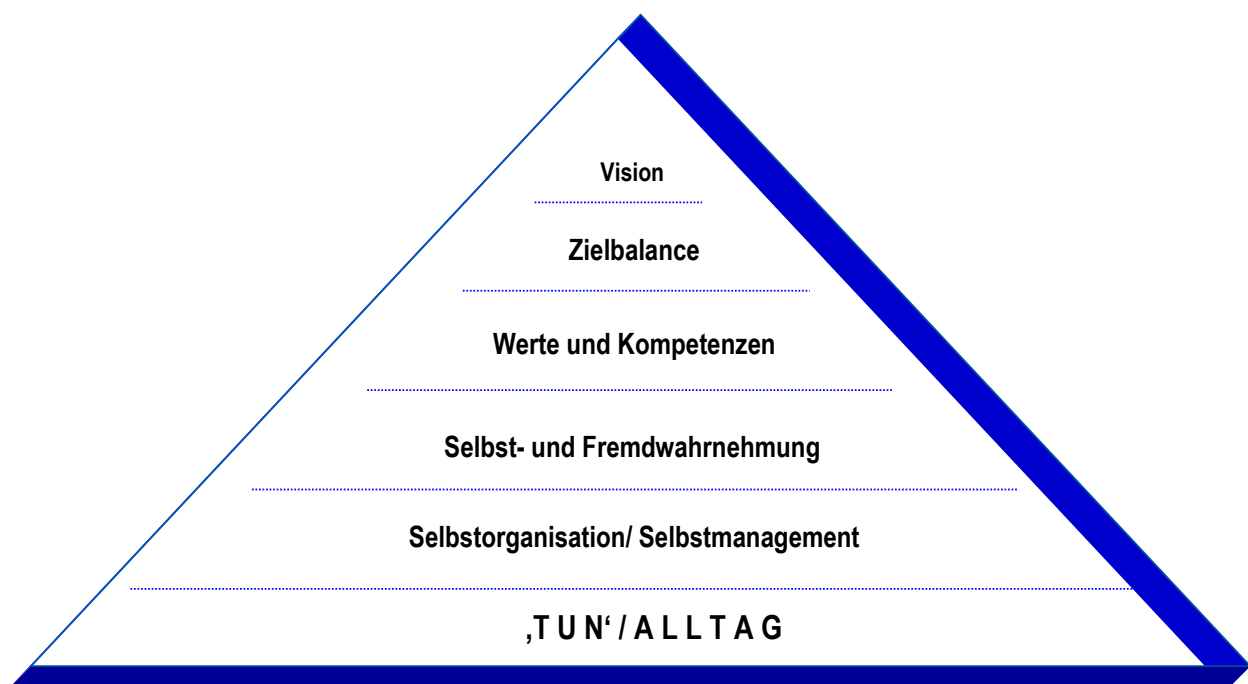 Vision
Zielbalance
Werte und Kompetenzen
Selbst- und Fremdwahrnehmung
Selbstorganisation/ Selbstmanagement
‚T U N‘ / A L L T A G